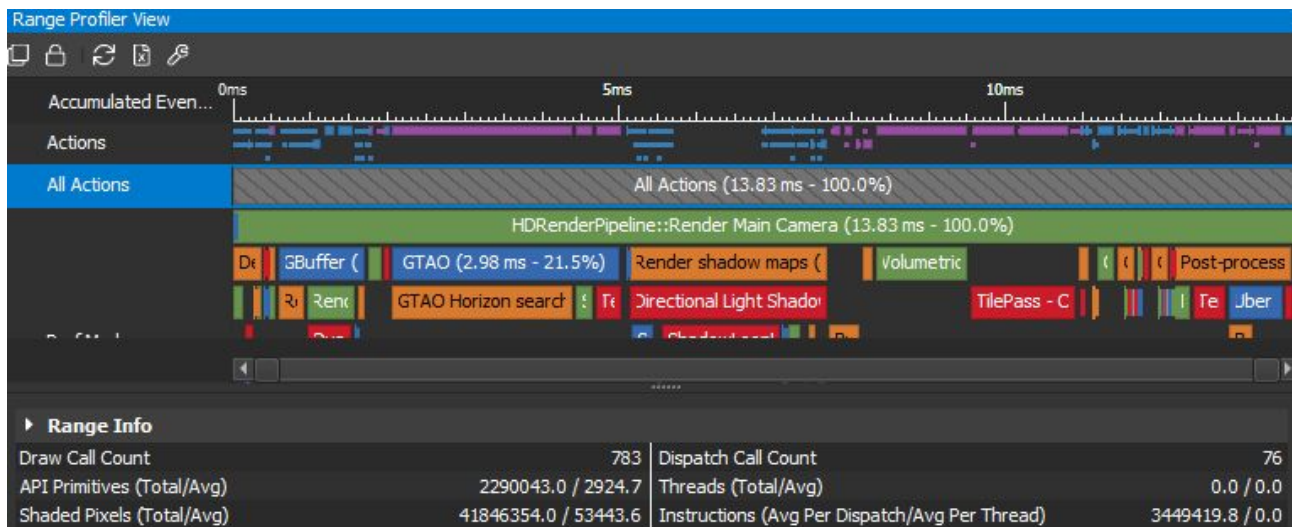 Range Profiler View
Accumulated Even...
0ms 5ms 10ms
Actions
All Actions
All Actions (13.83 ms - 100.0%)
HDRenderPipeline::Render Main Camera (13.83 ms - 100.0%)
De GBuffer ( GTAO (2.98 ms - 21.5%) Render shadow maps ( Volumetric ( ( ( Post-process
Ri Rend GTAO Horizon search S Te Directional Light Shado TilePass - C Te Uber
Range Info
Draw Call Count 783 Dispatch Call Count 76
API Primitives (Total/Avg) 2290043.0 / 2924.7 Threads (Total/Avg) 0.0 / 0.0
Shaded Pixels (Total/Avg) 41846354.0 / 53443.6 Instructions (Avg Per Dispatch/Avg Per Thread) 3449419.8 / 0.0